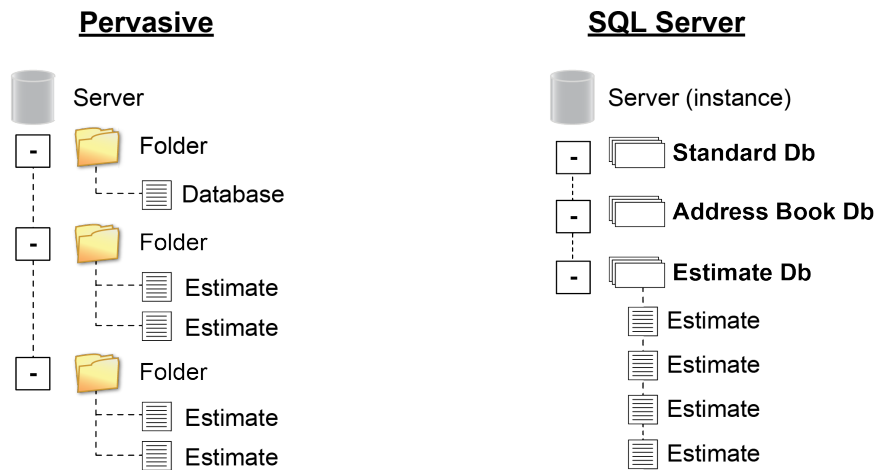 Pervasive
Server
-
Folder
Database
-
Folder
Estimate
Estimate
-
Folder
Estimate
Estimate
SQL Server
Server (instance)
-
Standard Db
-
Address Book Db
-
Estimate Db
Estimate
Estimate
Estimate
Estimate